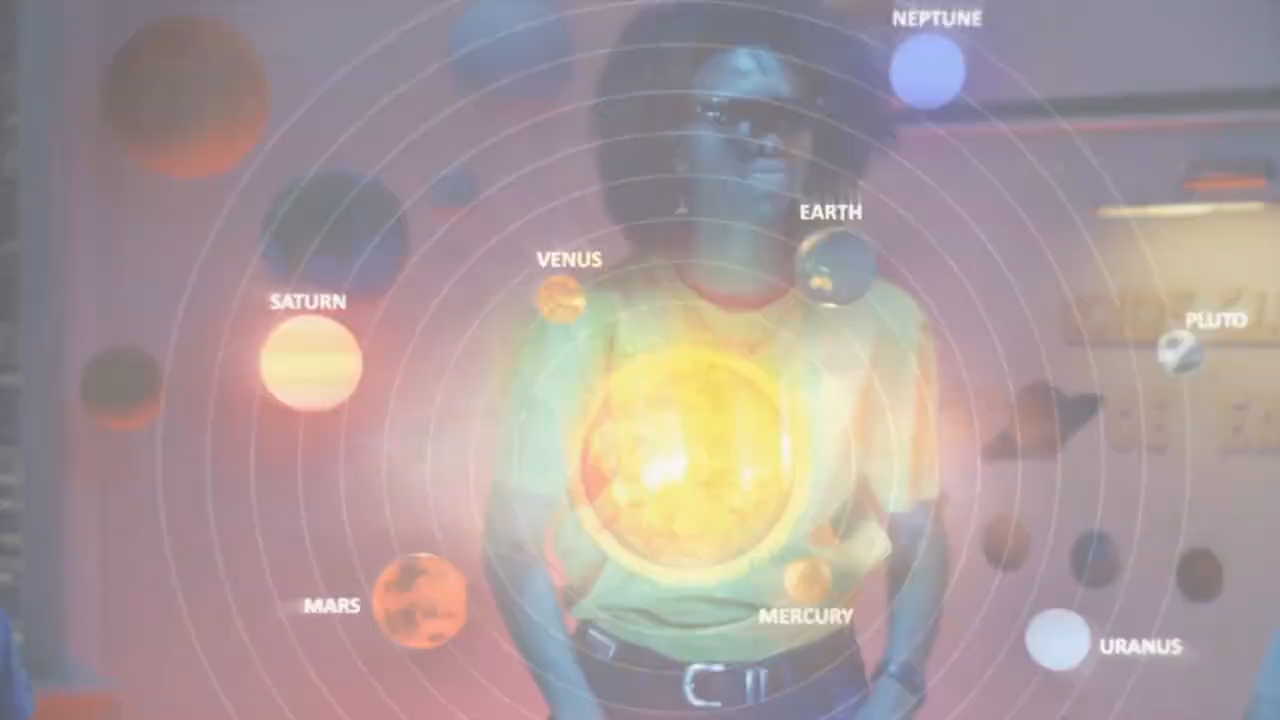 NEPTUNE
EARTH
VENUS
SATURN
PLUTO
MARS
MERCURY
URANUS